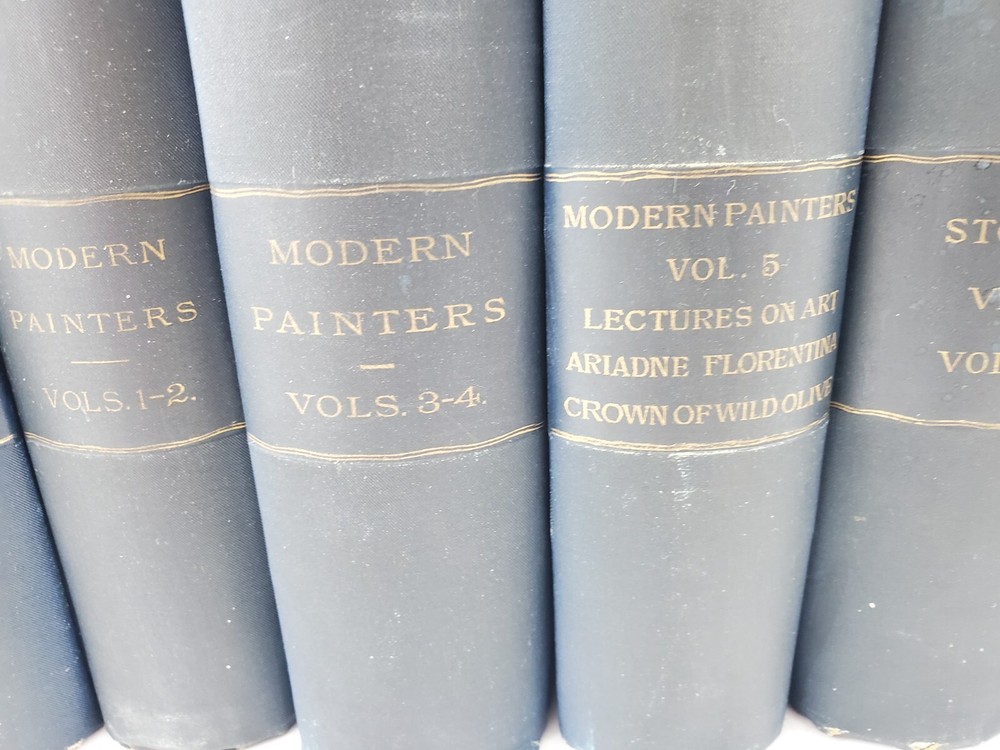 MODERN
PAINTERS
VOLS. 1-2.
MODERN
PAINTERS
VOLS. 3-4.
MODERN PAINTERS
VOL. 5
LECTURES ON ART
ARIADNE FLORENTINA
CROWN OF WILD OLIVE